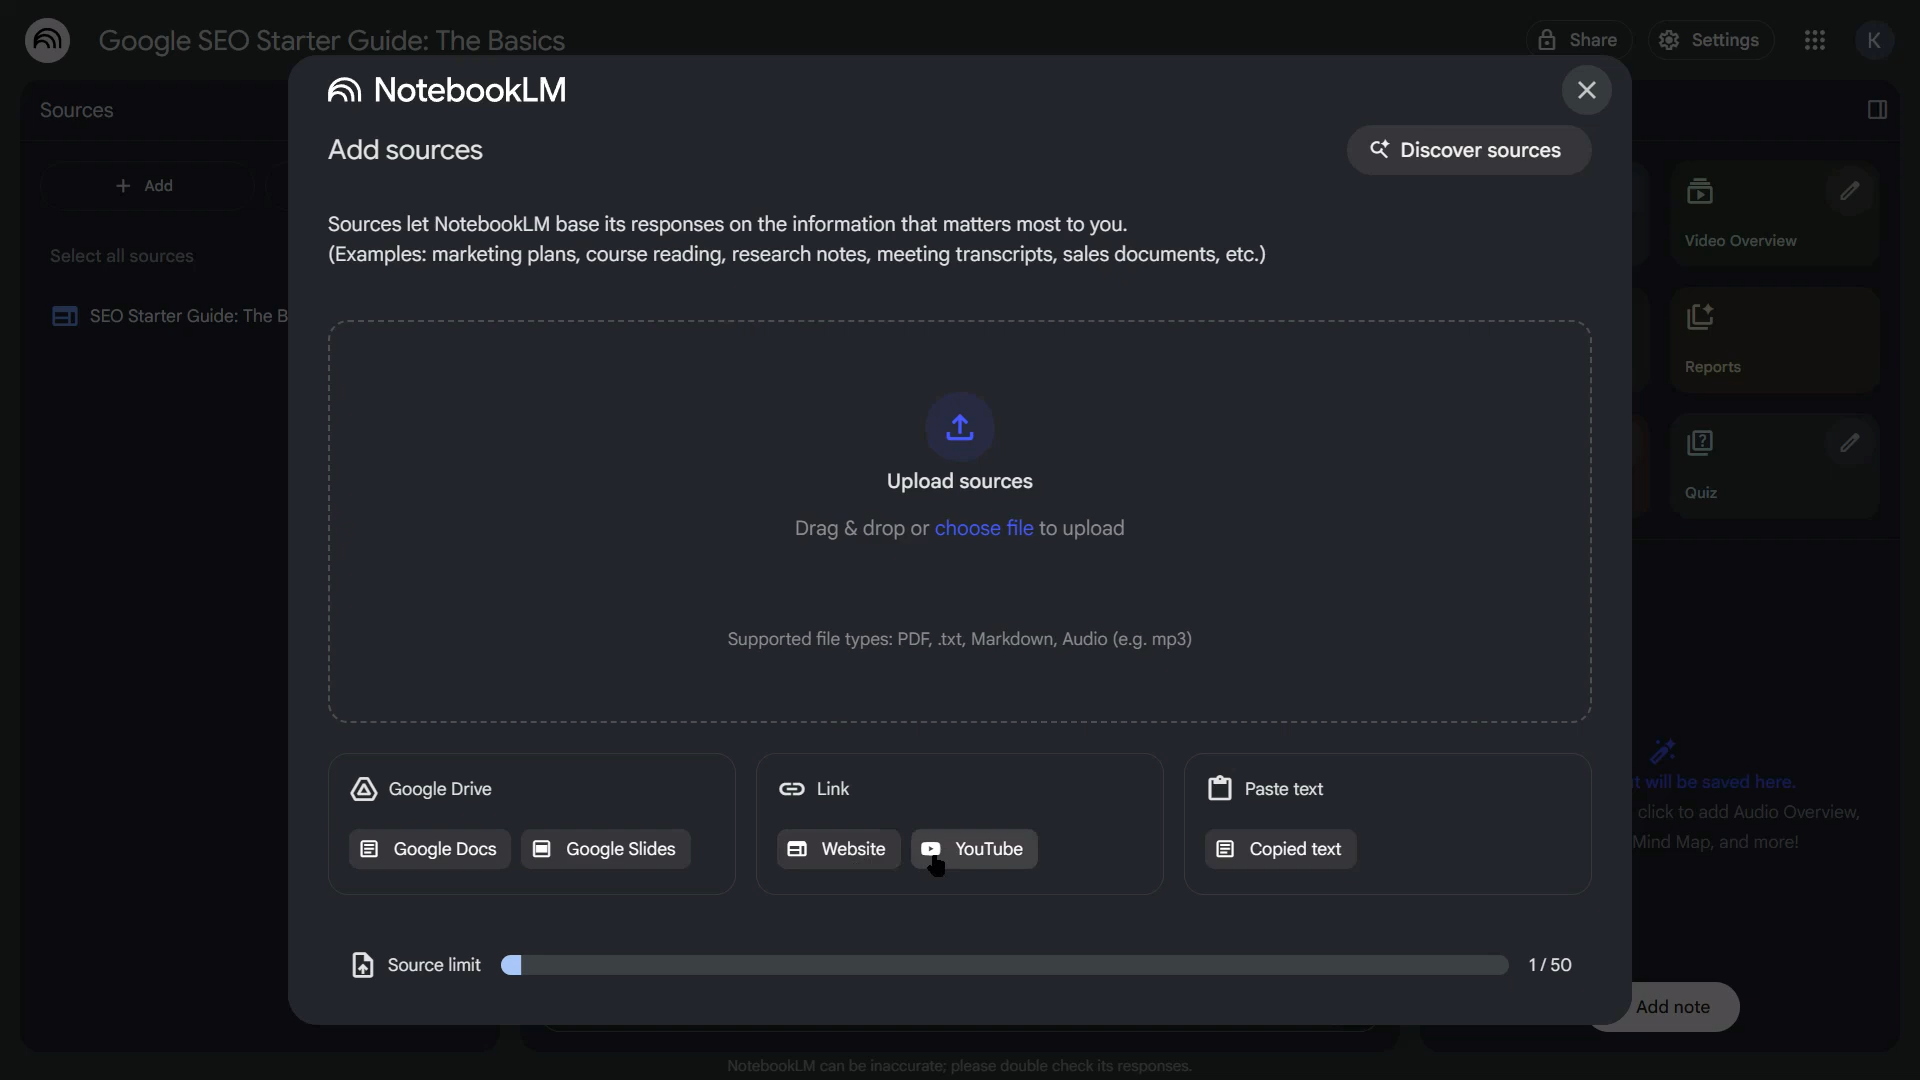 Google SEO Starter Guide: The Basics
Share
Settings
K
NotebookLM
Sources
Add sources
Discover sources
Add
Sources let NotebookLM base its responses on the information that matters most to you.
(Examples: marketing plans, course reading, research notes, meeting transcripts, sales documents, etc.)
Video Overview
Select all sources
SEO Starter Guide: The B
Reports
Upload sources
Quiz
Drag & drop or choose file to upload
Supported file types: PDF, .txt, Markdown, Audio (e.g. mp3)
Google Drive
Link
Paste text
Google Docs
Google Slides
Website
YouTube
Copied text
t will be saved here.
click to add Audio Overview,
Mind Map, and more!
Source limit
1 / 50
Add note
NotebookLM can be inaccurate; please double check its responses.